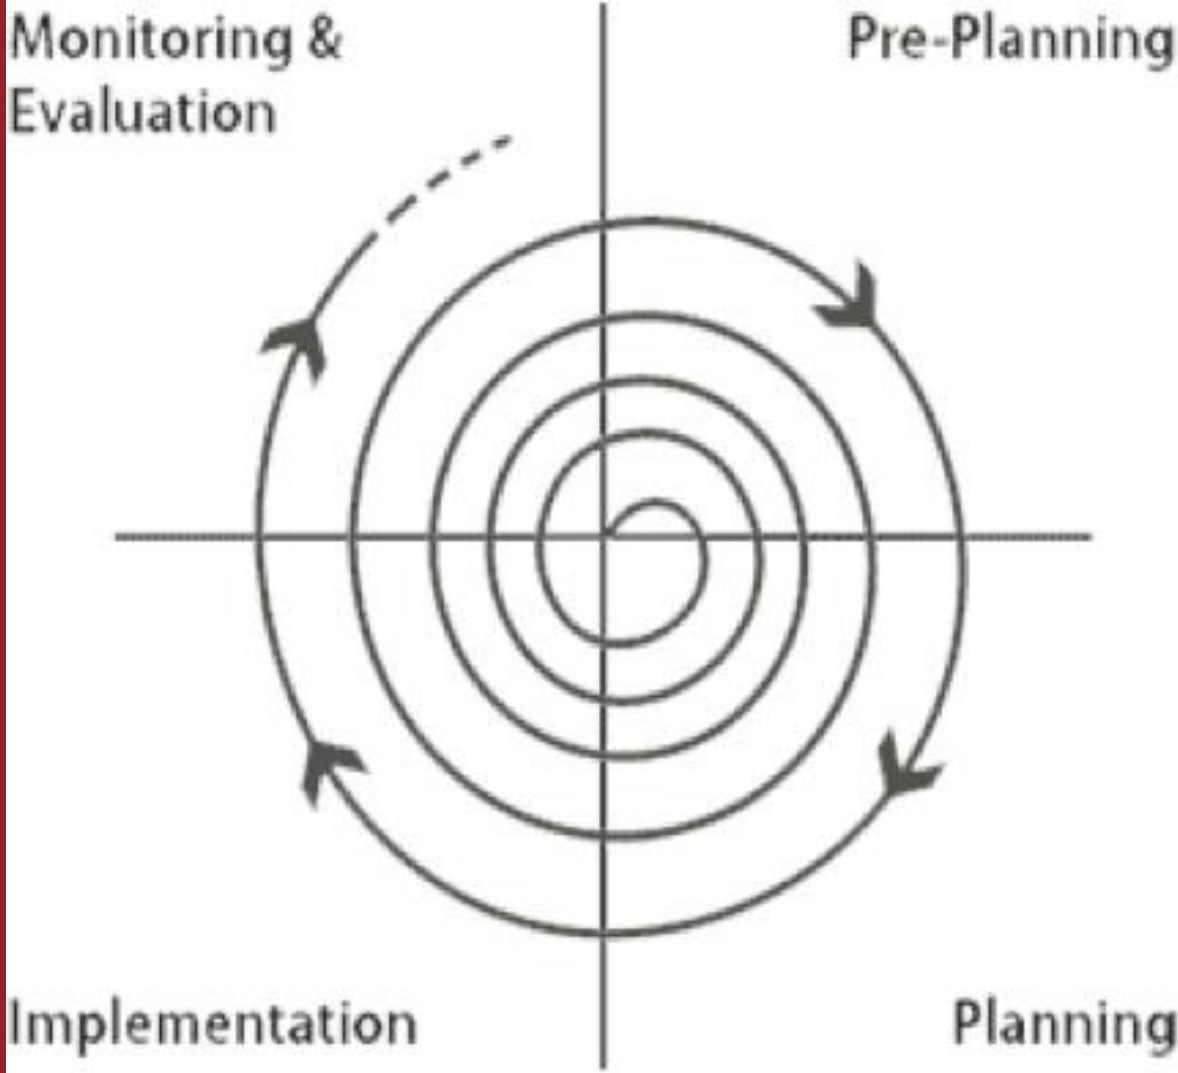 Monitoring &
Evaluation
Pre-Planning
Implementation
Planning